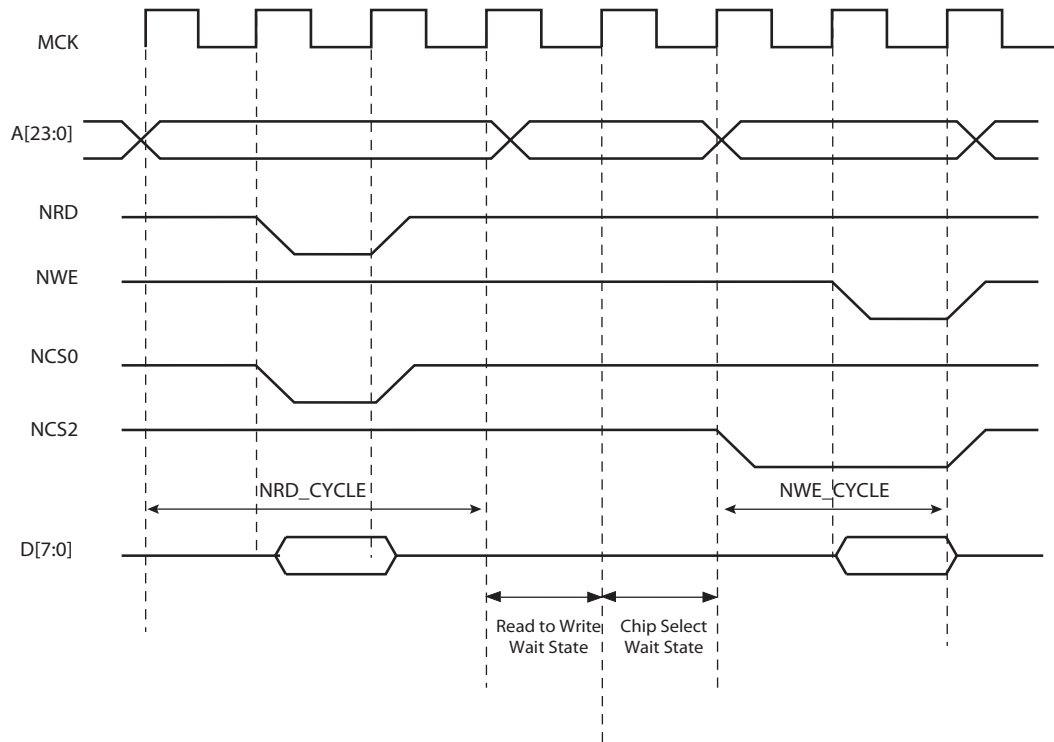 MCK
A[23:0]
NRD
NWE
NCS0
NCS2
NRD_CYCLE
NWE_CYCLE
D[7:0]
Read to Write
Wait State
Chip Select
Wait State